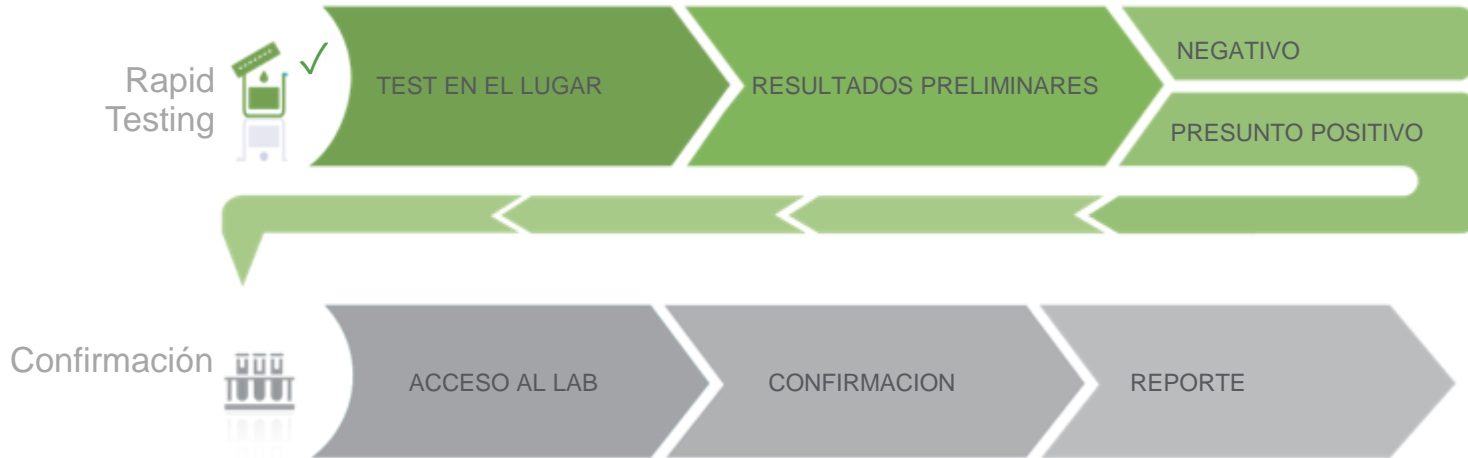 Rapid
Testing
TEST EN EL LUGAR
RESULTADOS PRELIMINARES
NEGATIVO
PRESUNTO POSITIVO
Confirmación
ACCESO AL LAB
CONFIRMACION
REPORTE